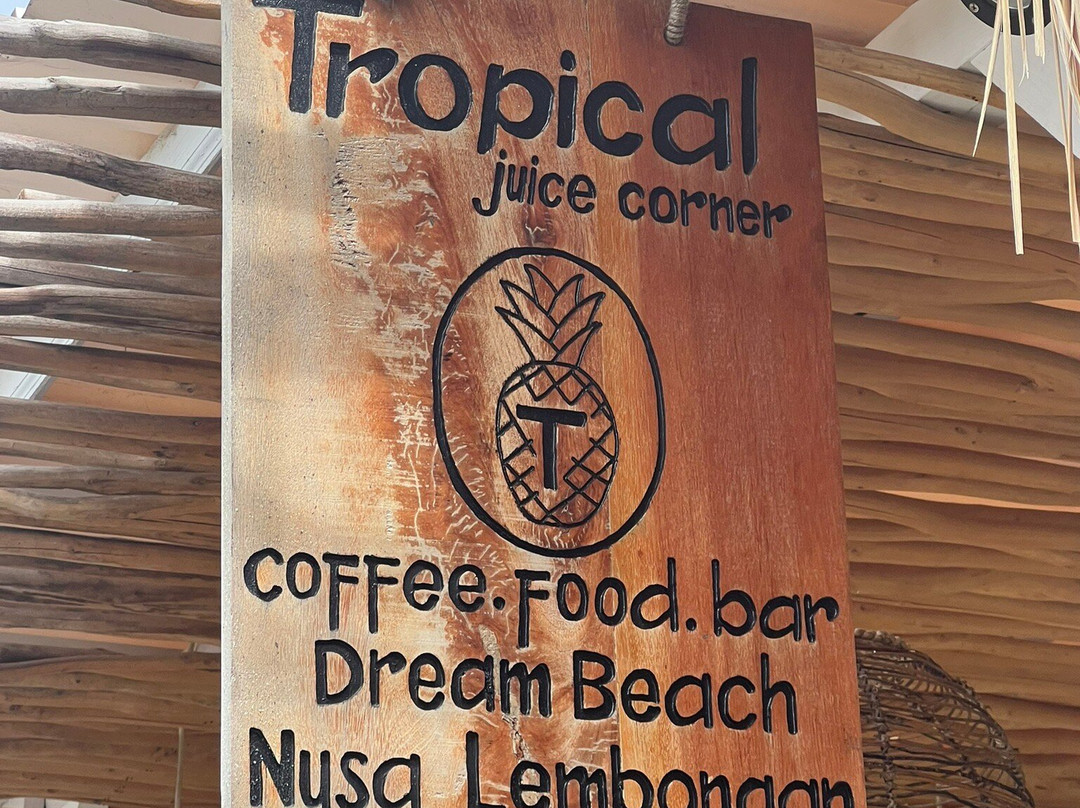 Tropical
juice corner
T
coffee.food.bar
Dream Beach
Nusa Lembongan